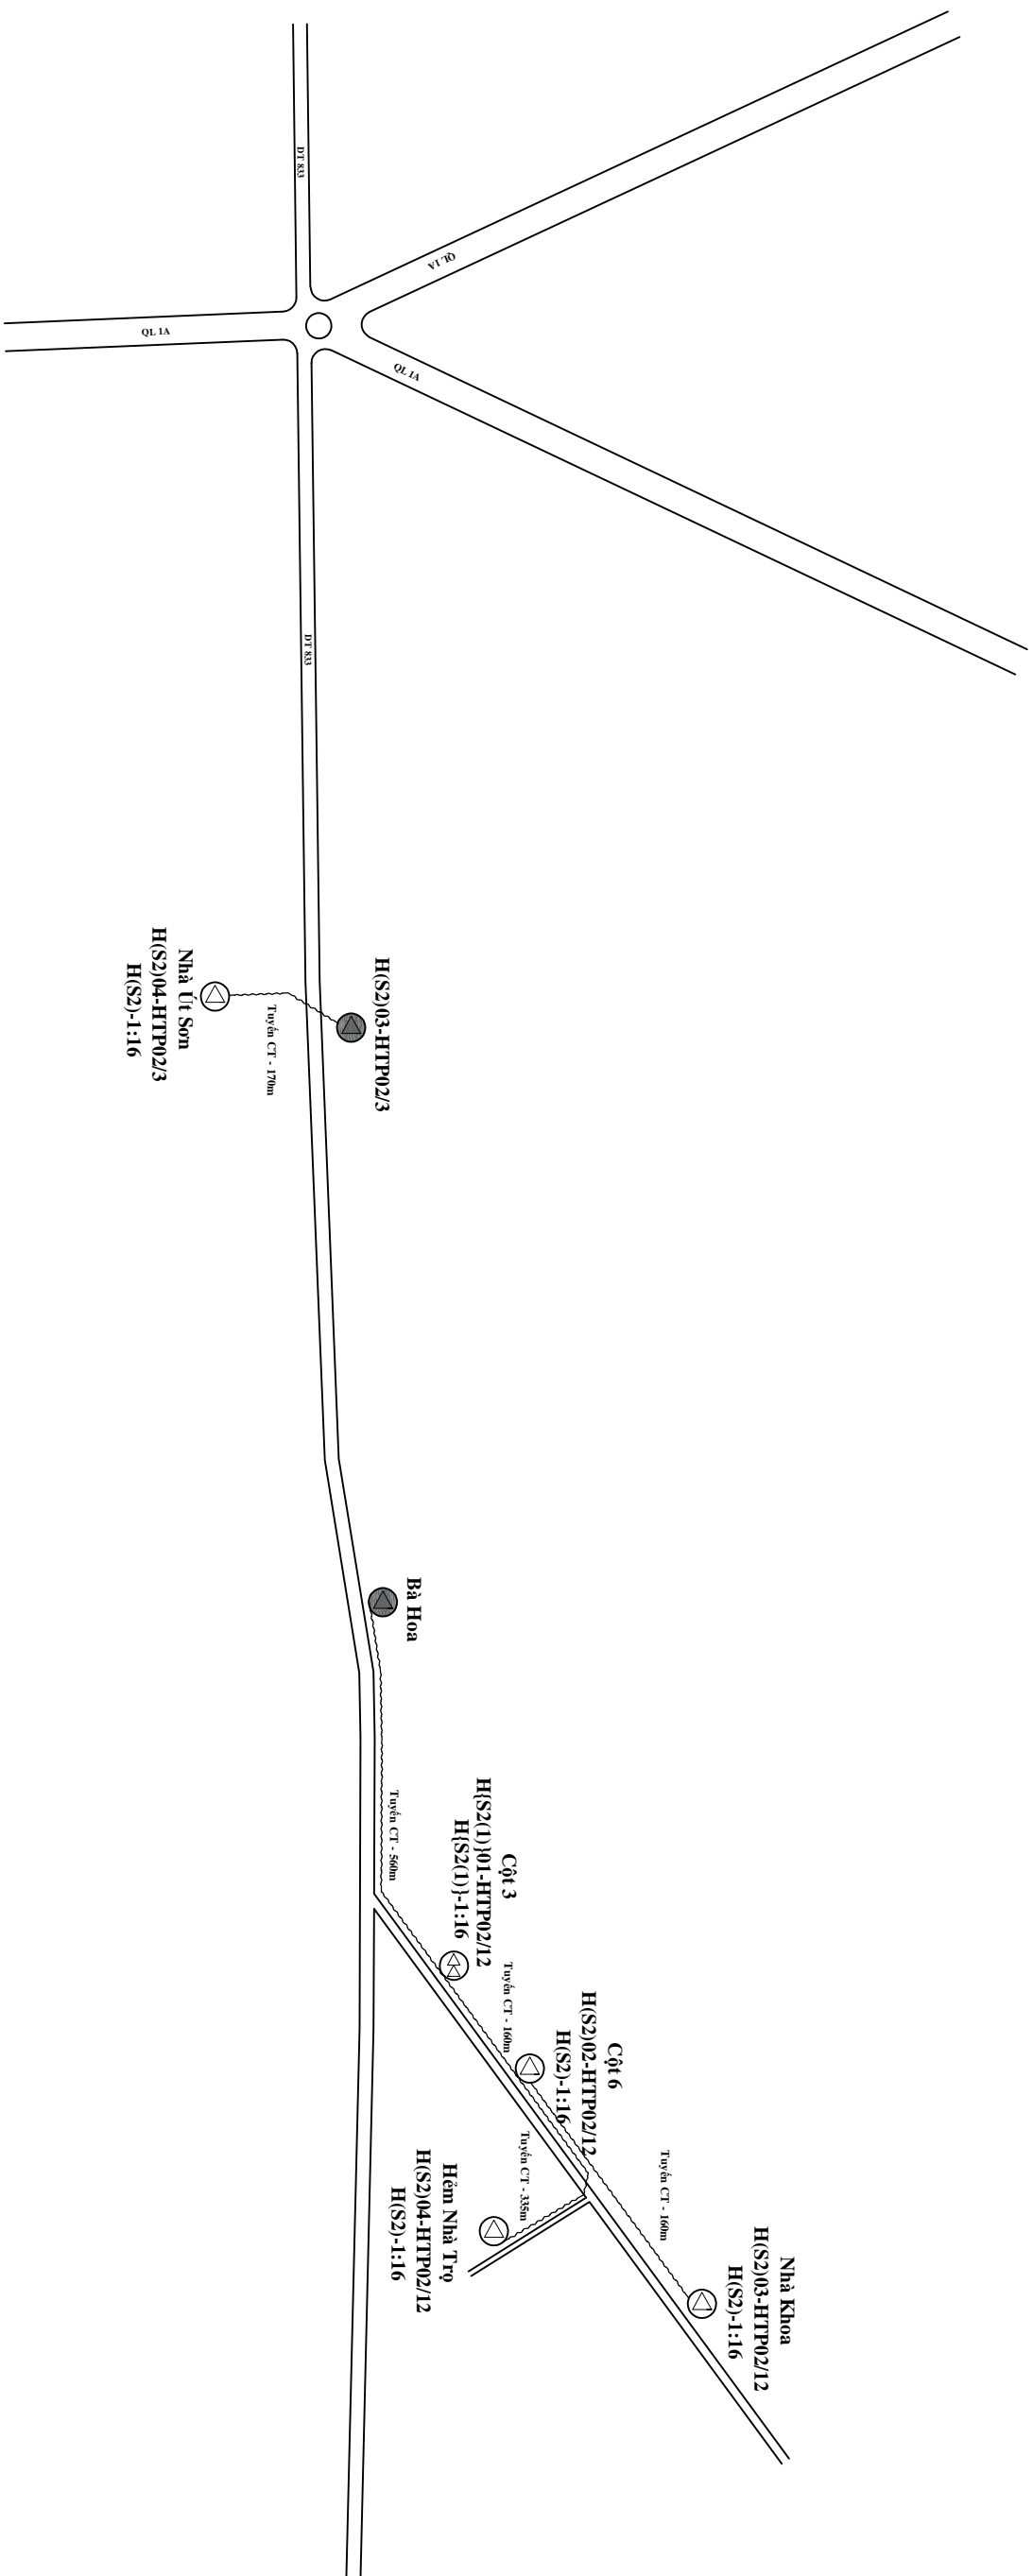 DT 833
QL 1A
QL 1A
QL 1A
DT 833
H(S2)03-HTP02/3
Tuyến CT - 170m
Nhà Út Sơn
H(S2)04-HTP02/3
H(S2)-1:16
Bà Hoa
Tuyến CT - 560m
Cột 3
H{S2(1)}01-HTP02/12
H{S2(1)}-1:16
Tuyến CT - 160m
Cột 6
H(S2)02-HTP02/12
H(S2)-1:16
Tuyến CT - 160m
Tuyến CT - 335m
Hẻm Nhà Trọ
H(S2)04-HTP02/12
H(S2)-1:16
Nhà Khoa
H(S2)03-HTP02/12
H(S2)-1:16